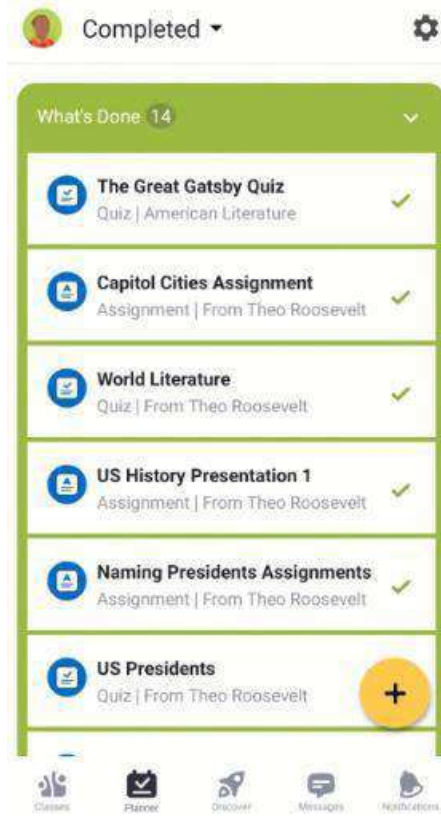 Completed
What's Done 14
The Great Gatsby Quiz
Quiz | American Literature
Capitol Cities Assignment
Assignment | From Theo Roosevelt
World Literature
Quiz | From Theo Roosevelt
US History Presentation 1
Assignment | From Theo Roosevelt
Naming Presidents Assignments
Assignment | From Theo Roosevelt
US Presidents
Quiz | From Theo Roosevelt
Classes Planner Discover Messages Notifications